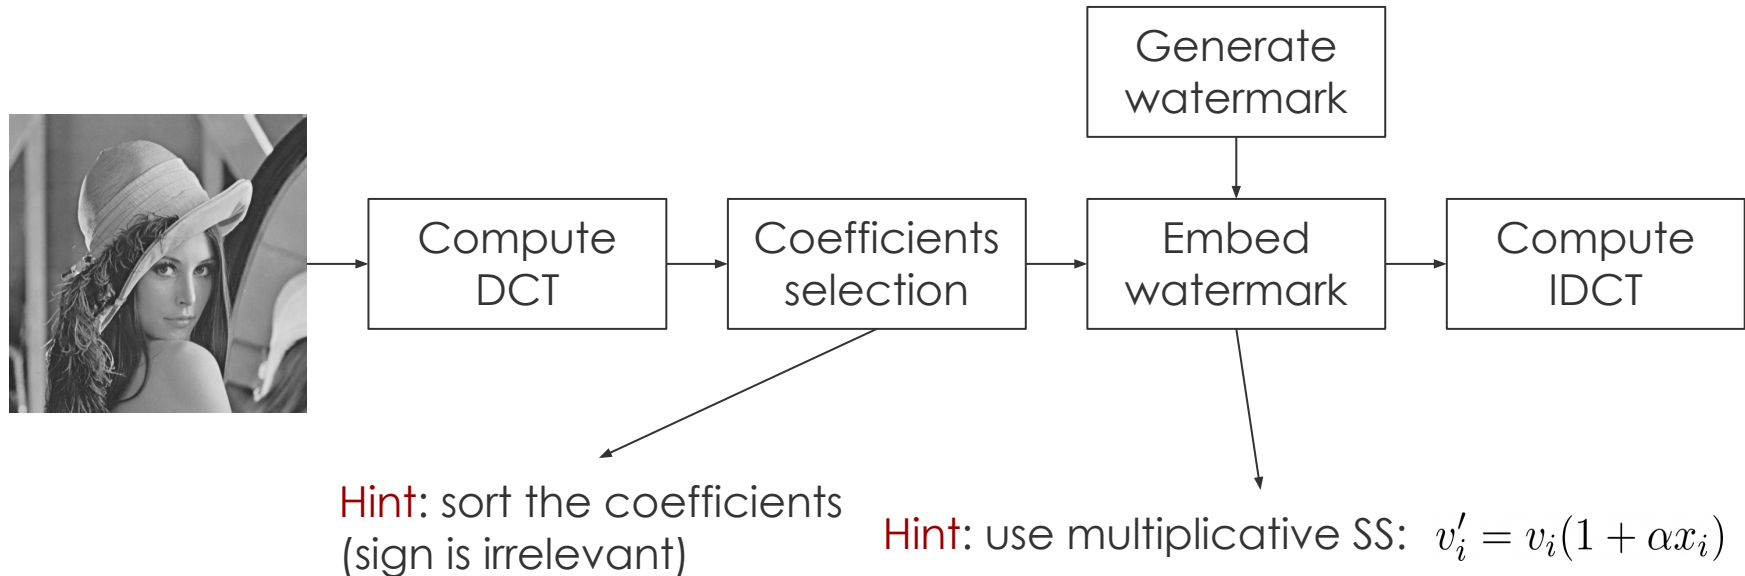 Generate
watermark
Compute
DCT
Coefficients
selection
Embed
watermark
Compute
IDCT
Hint: sort the coefficients
(sign is irrelevant)
Hint: use multiplicative SS: v′ᵢ = vᵢ(1 + αxᵢ)